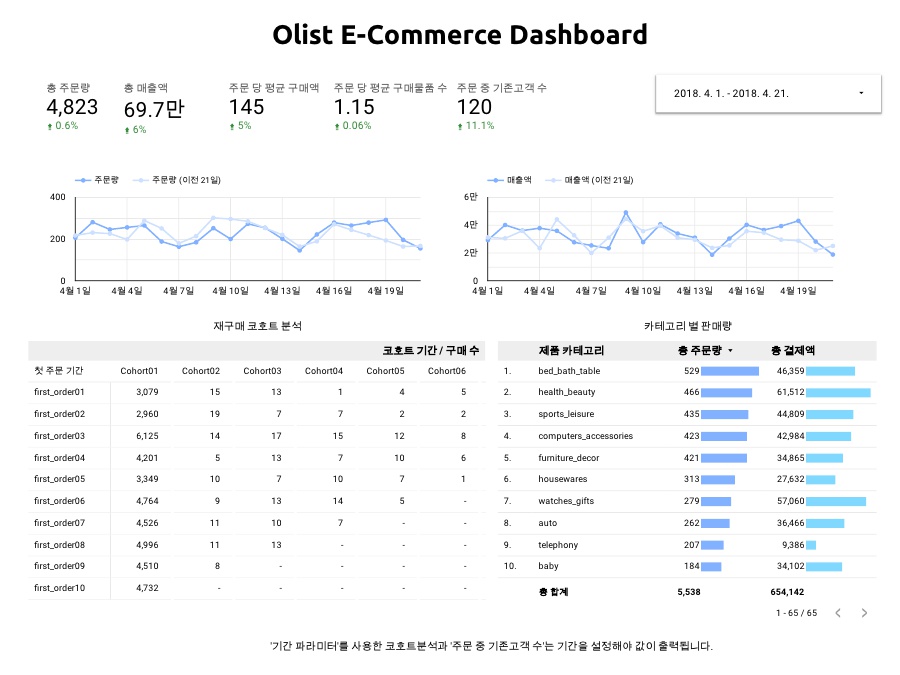 Olist E-Commerce Dashboard
총 주문량 총 매출액 주문 당 평균 구매액 주문 당 평균 구매물품 수 주문 중 기존고객 수
4,823 69.7만 145 1.15 120
0.6% 6% 5% 0.06% 11.1%
2018. 4. 1. - 2018. 4. 21.
주문량 주문량 (이전 21일)
400
200
0
4월 1일 4월 4일 4월 7일 4월 10일 4월 13일 4월 16일 4월 19일
매출액 매출액 (이전 21일)
6만
4만
2만
0
4월 1일 4월 4일 4월 7일 4월 10일 4월 13일 4월 16일 4월 19일
재구매 코호트 분석
코호트 기간 / 구매 수
첫 주문 기간 Cohort01 Cohort02 Cohort03 Cohort04 Cohort05 Cohort06
first_order01 3,079 15 13 1 4 5
first_order02 2,960 19 7 7 2 2
first_order03 6,125 14 17 15 12 8
first_order04 4,201 5 13 7 10 6
first_order05 3,349 10 7 10 7 1
first_order06 4,764 9 13 14 5 -
first_order07 4,526 11 10 7 - -
first_order08 4,996 11 13 - - -
first_order09 4,510 8 - - - -
first_order10 4,732 - - - - -
카테고리 별 판매량
제품 카테고리 총 주문량 총 결제액
1. bed_bath_table 529 46,359
2. health_beauty 466 61,512
3. sports_leisure 435 44,809
4. computers_accessories 423 42,984
5. furniture_decor 421 34,865
6. housewares 313 27,632
7. watches_gifts 279 57,060
8. auto 262 36,466
9. telephony 207 9,386
10. baby 184 34,102
총 합계 5,538 654,142
1 - 65 / 65
'기간 파라미터'를 사용한 코호트분석과 '주문 중 기존고객 수'는 기간을 설정해야 값이 출력됩니다.